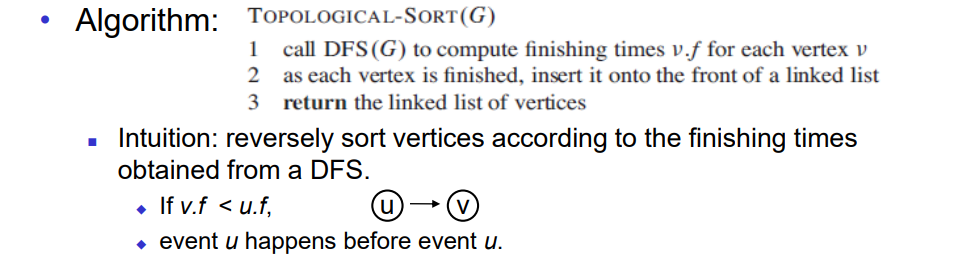 • Algorithm: TOPOLOGICAL-SORT(G)
1 call DFS(G) to compute finishing times v.f for each vertex v
2 as each vertex is finished, insert it onto the front of a linked list
3 return the linked list of vertices
▪ Intuition: reversely sort vertices according to the finishing times
obtained from a DFS.
◆ If v.f < u.f, u → v
◆ event u happens before event u.